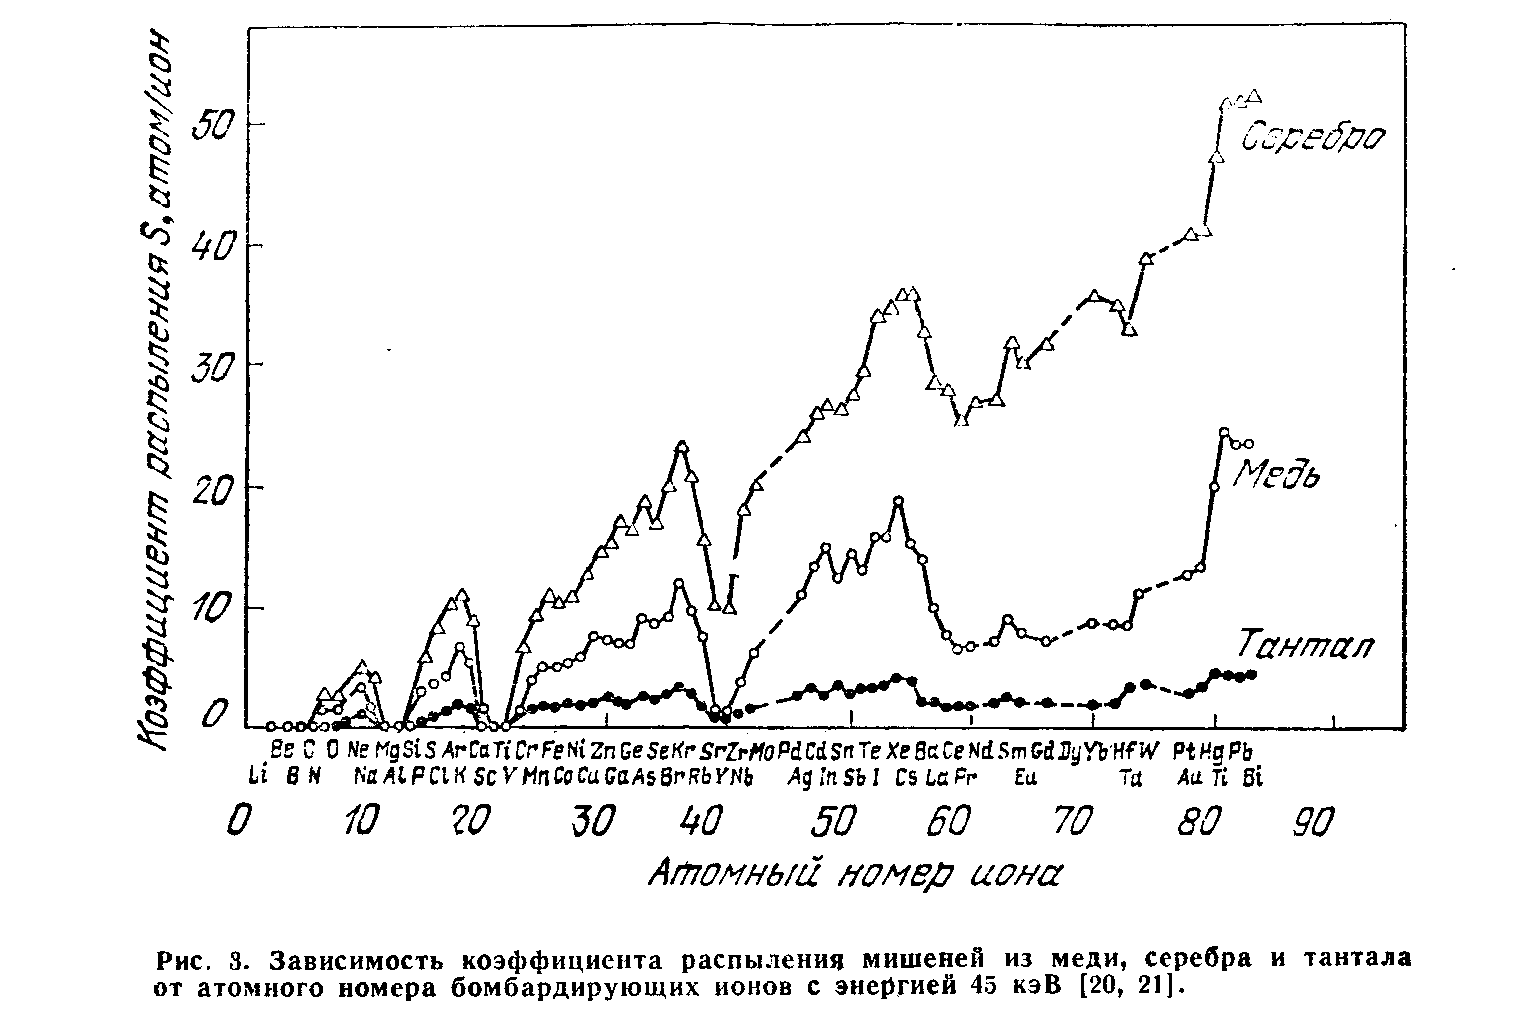 Коэффициент распыления S, атом/ион
50
40
30
20
10
0
Серебро
Медь
Тантал
Be C O Ne Mg Si S Ar Ca Ti Cr Fe Ni Zn Ge Se Kr Sr Zr Mo Pd Cd Sn Te Xe Ba Ce Nd Sm Gd Dy Yb Hf W Pt Hg Pb
Li B N Na Al P Cl K Sc V Mn Co Cu Ga As Br Rb Y Nb Ag In Sb I Cs La Pr Eu Ta Au Ti Bi
0 10 20 30 40 50 60 70 80 90
Атомный номер иона
Рис. 3. Зависимость коэффициента распыления мишеней из меди, серебра и тантала
от атомного номера бомбардирующих ионов с энергией 45 кэВ [20, 21].